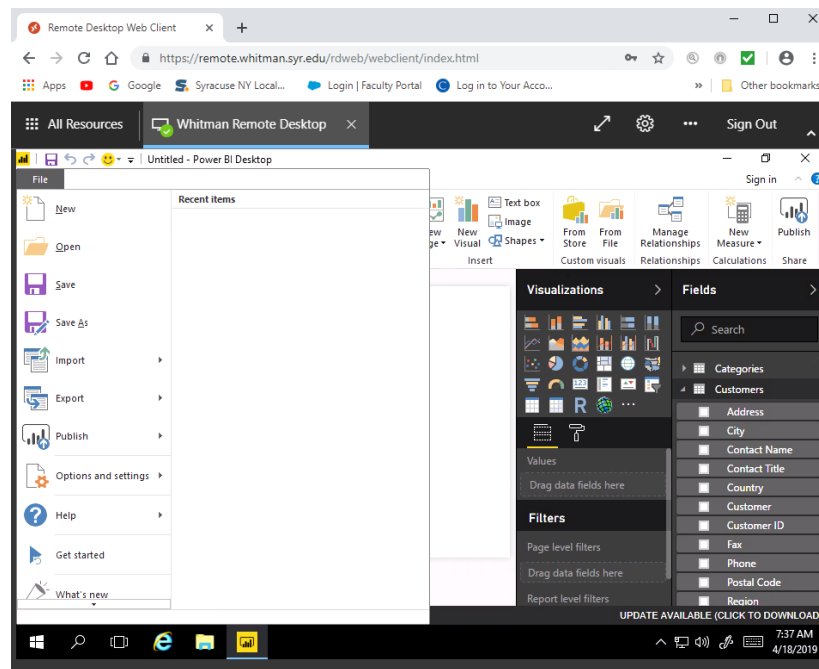 Remote Desktop Web Client
https://remote.whitman.syr.edu/rdweb/webclient/index.html
Apps
Google
Syracuse NY Local...
Login | Faculty Portal
Log in to Your Acco...
»
Other bookmarks
All Resources
Whitman Remote Desktop
Sign Out
Untitled - Power BI Desktop
File
Sign in
New
Open
Save
Save As
Import
Export
Publish
Options and settings
Help
Get started
What's new
Recent items
New Visual
Text box
Image
Shapes
Insert
From Store
From File
Custom visuals
Manage Relationships
Relationships
New Measure
Calculations
Publish
Share
Visualizations
R
123
Values
Drag data fields here
Filters
Page level filters
Drag data fields here
Report level filters
Fields
Search
Categories
Customers
Address
City
Contact Name
Contact Title
Country
Customer
Customer ID
Fax
Phone
Postal Code
Region
UPDATE AVAILABLE (CLICK TO DOWNLOAD
7:37 AM
4/18/2019